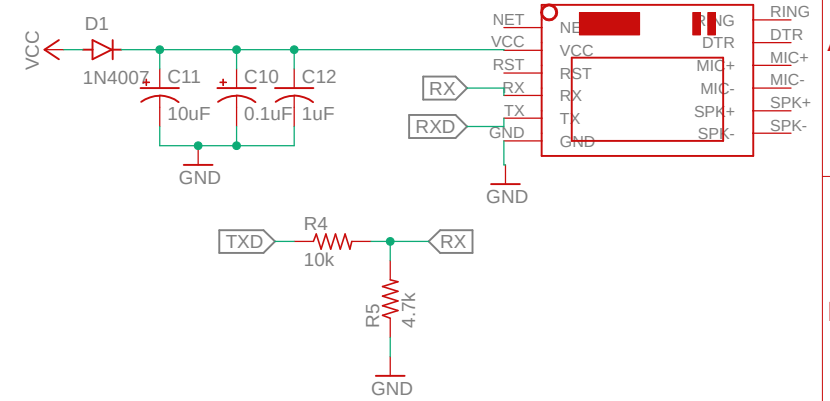 D1
VCC
1N4007
C11
10uF
C10
0.1uF
C12
1uF
GND
NET
VCC
RST
RX
TX
GND
RX
RXD
GND
VCC
RST
RX
TX
GND
DTR
MIC+
MIC-
SPK+
SPK-
RING
DTR
MIC+
MIC-
SPK+
SPK-
TXD
R4
10k
RX
R5
4.7k
GND